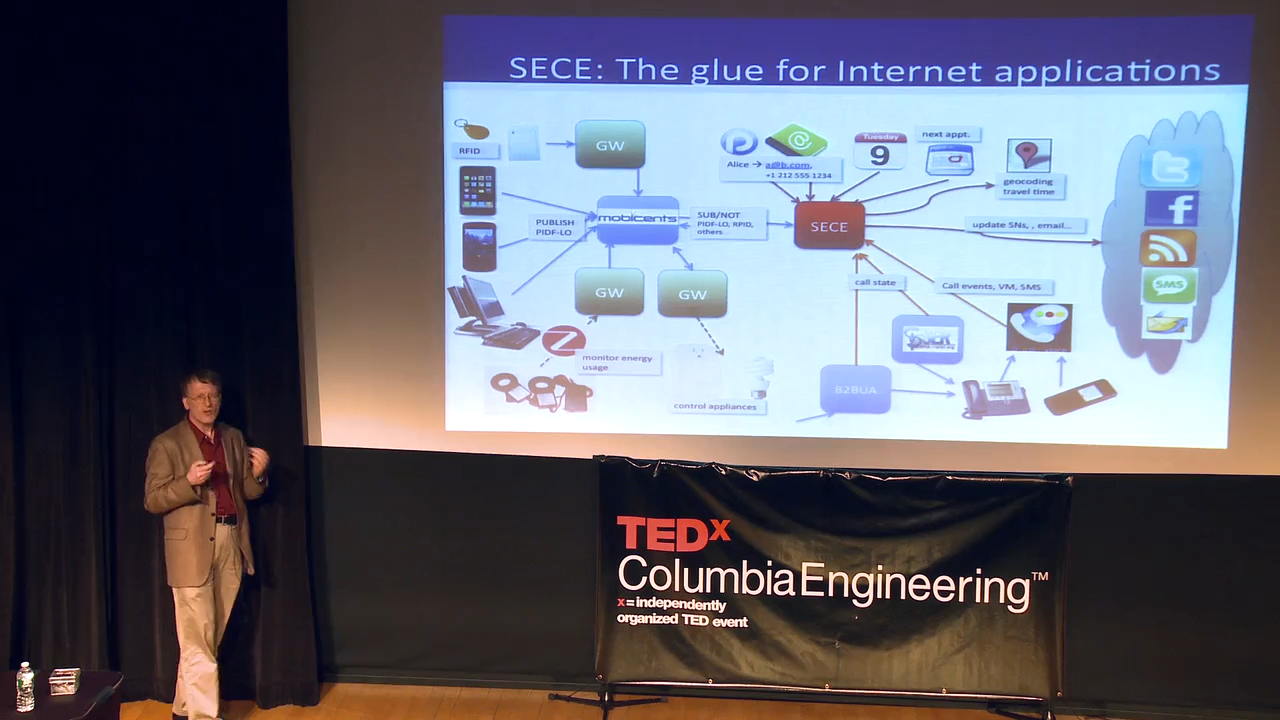 SECE: The glue for Internet applications
RFID
GW
mobicents
PUBLISH
PIDF-LO
SUB/NOT
PIDF-LO, RPID,
others
GW
GW
monitor energy
usage
control appliances
Alice → a@b.com,
+1 212 555 1234
Tuesday
9
next appt.
geocoding
travel time
SECE
update SNs, , email...
call state
Call events, VM, SMS
B2BUA
SMS
TEDx
ColumbiaEngineering™
x = independently
organized TED event